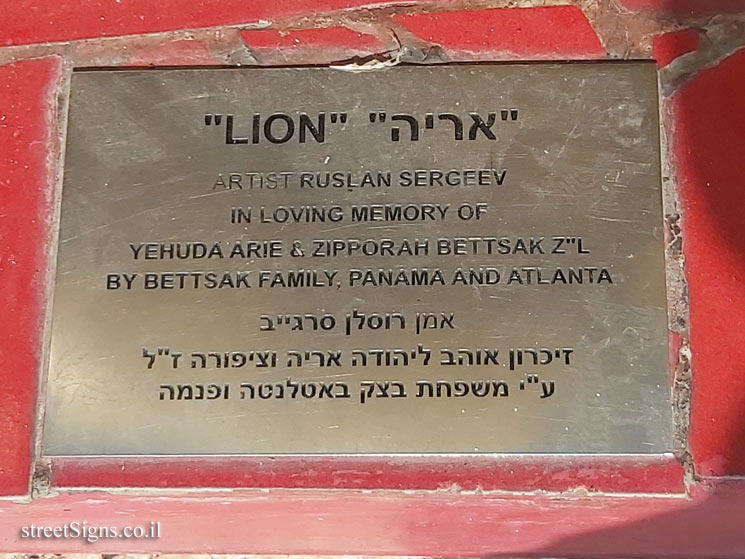 "LION" "אריה"
ARTIST RUSLAN SERGEEV
IN LOVING MEMORY OF
YEHUDA ARIE & ZIPPORAH BETTSAK Z"L
BY BETTSAK FAMILY, PANAMA AND ATLANTA
אמן רוסלן סרגייב
זיכרון אוהב ליהודה אריה וציפורה ז"ל
ע"י משפחת בצק באטלנטה ופנמה
streetSigns.co.il